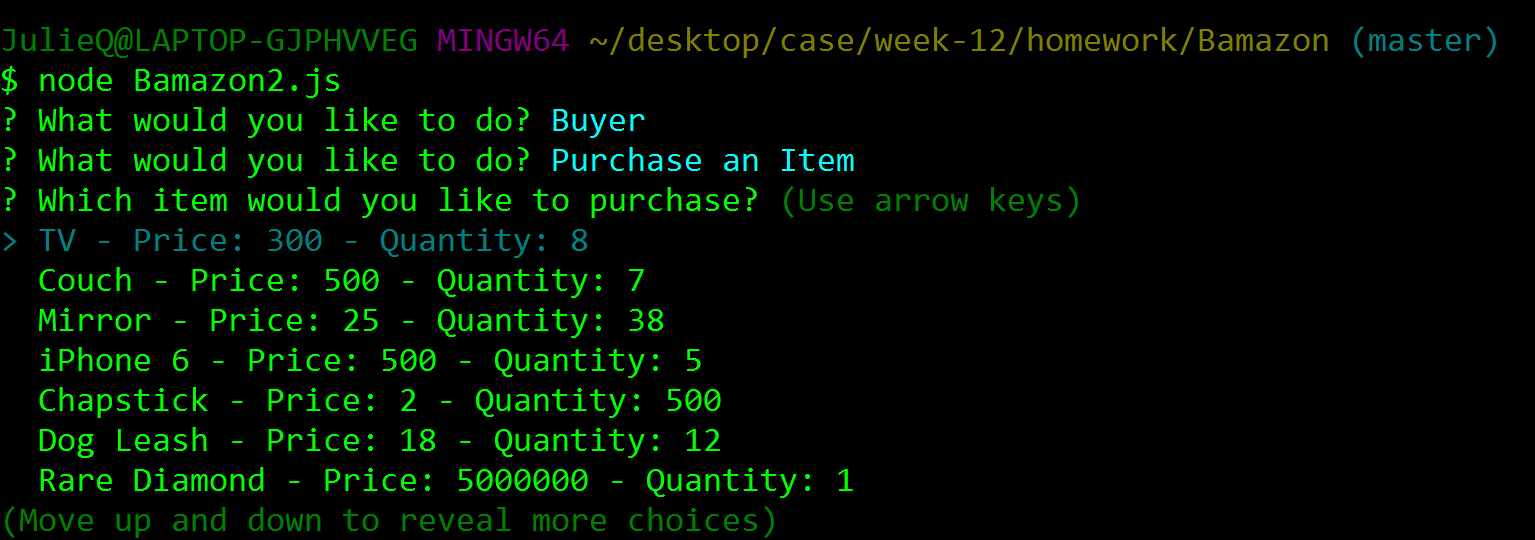 JulieQ@LAPTOP-GJPHVVEG MINGW64 ~/desktop/case/week-12/homework/Bamazon (master)
$ node Bamazon2.js
? What would you like to do? Buyer
? What would you like to do? Purchase an Item
? Which item would you like to purchase? (Use arrow keys)
> TV - Price: 300 - Quantity: 8
  Couch - Price: 500 - Quantity: 7
  Mirror - Price: 25 - Quantity: 38
  iPhone 6 - Price: 500 - Quantity: 5
  Chapstick - Price: 2 - Quantity: 500
  Dog Leash - Price: 18 - Quantity: 12
  Rare Diamond - Price: 5000000 - Quantity: 1
(Move up and down to reveal more choices)